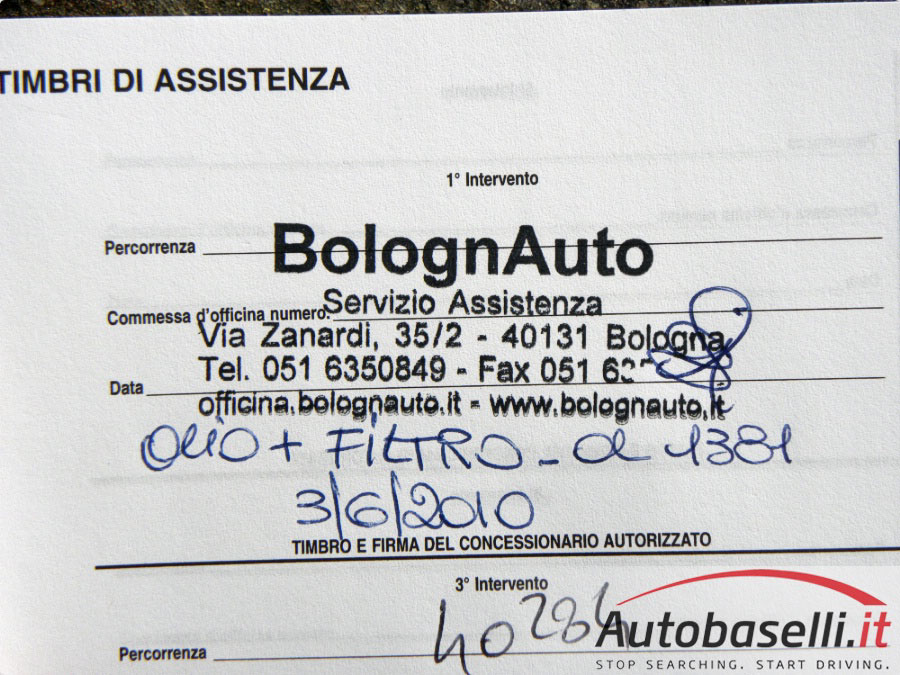 TIMBRI DI ASSISTENZA
1° Intervento
Percorrenza
BolognAuto
Commessa d'officina numero:
Servizio Assistenza
Via Zanardi, 35/2 - 40131 Bologna
Tel. 051 6350849 - Fax 051
Data
officina.bolognauto.it - www.bolognauto.it
OLIO + FILTRO - a 1381
3/6/2010
TIMBRO E FIRMA DEL CONCESSIONARIO AUTORIZZATO
3° Intervento
Percorrenza 40284
Autobaselli.it
STOP SEARCHING. START DRIVING.